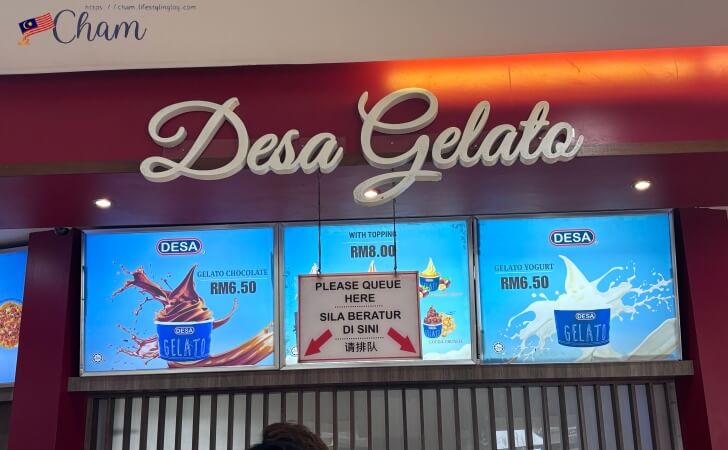 https://cham.lifestylinglog.com
Cham
Desa Gelato
DESA
GELATO CHOCOLATE
RM6.50
DESA
GELATO
WITH TOPPING
RM8.00
PLEASE QUEUE
HERE
SILA BERATUR
DI SINI
请排队
DESA
GELATO YOGURT
RM6.50
DESA
GELATO